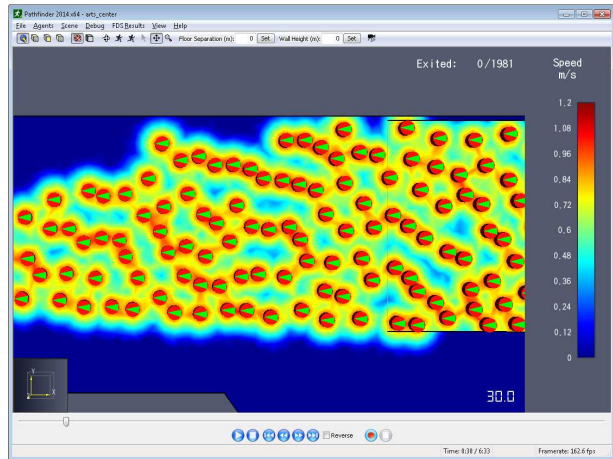 Pathfinder 2014 x64 - arts_center
File Agents Scene Debug FDS Results View Help
Floor Separation (m): 0 Set Wall Height (m): 0 Set
Exited: 0/1981
Speed
m/s
1.2
1.08
0.96
0.84
0.72
0.6
0.48
0.36
0.24
0.12
0
Y
X
30.0
Reverse
Time: 0:30 / 6:33 Framerate: 162.6 fps